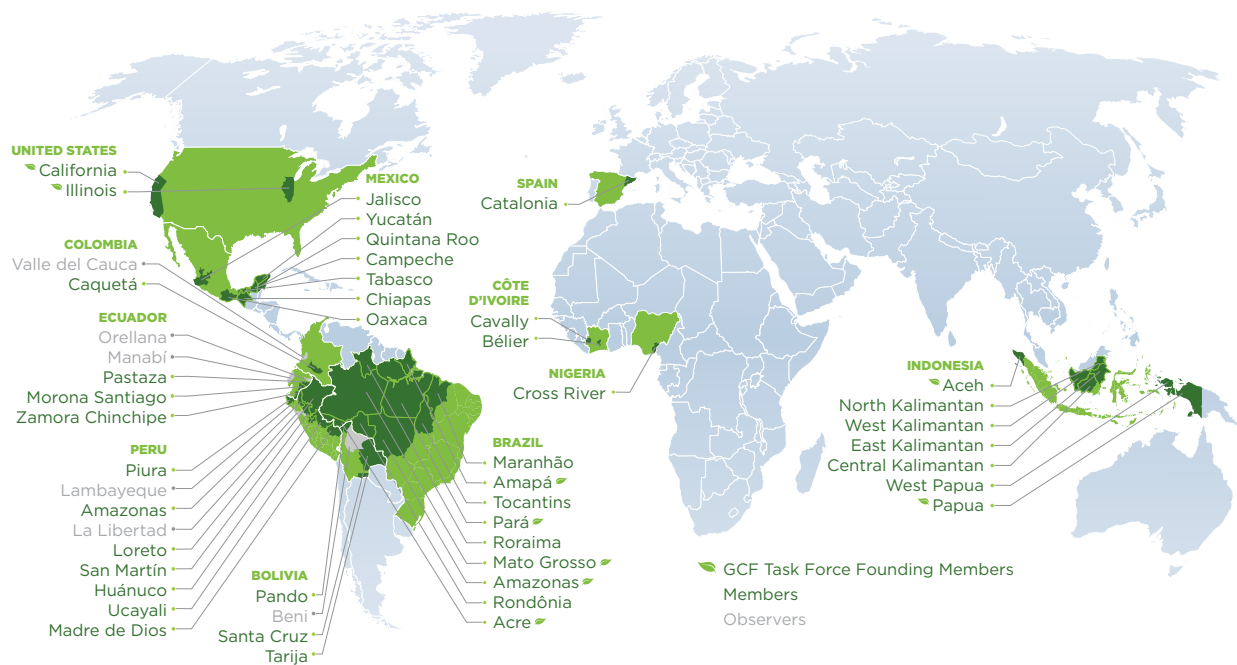 UNITED STATES
California
Illinois
MEXICO
Jalisco
Yucatán
Quintana Roo
Campeche
Tabasco
Chiapas
Oaxaca
COLOMBIA
Valle del Cauca
Caquetá
ECUADOR
Orellana
Manabí
Pastaza
Morona Santiago
Zamora Chinchipe
PERU
Piura
Lambayeque
Amazonas
La Libertad
Loreto
San Martín
Huánuco
Ucayali
Madre de Dios
BOLIVIA
Pando
Beni
Santa Cruz
Tarija
BRAZIL
Maranhão
Amapá
Tocantins
Pará
Roraima
Mato Grosso
Amazonas
Rondônia
Acre
SPAIN
Catalonia
CÔTE
D'IVOIRE
Cavally
Bélier
NIGERIA
Cross River
INDONESIA
Aceh
North Kalimantan
West Kalimantan
East Kalimantan
Central Kalimantan
West Papua
Papua
GCF Task Force Founding Members
Members
Observers